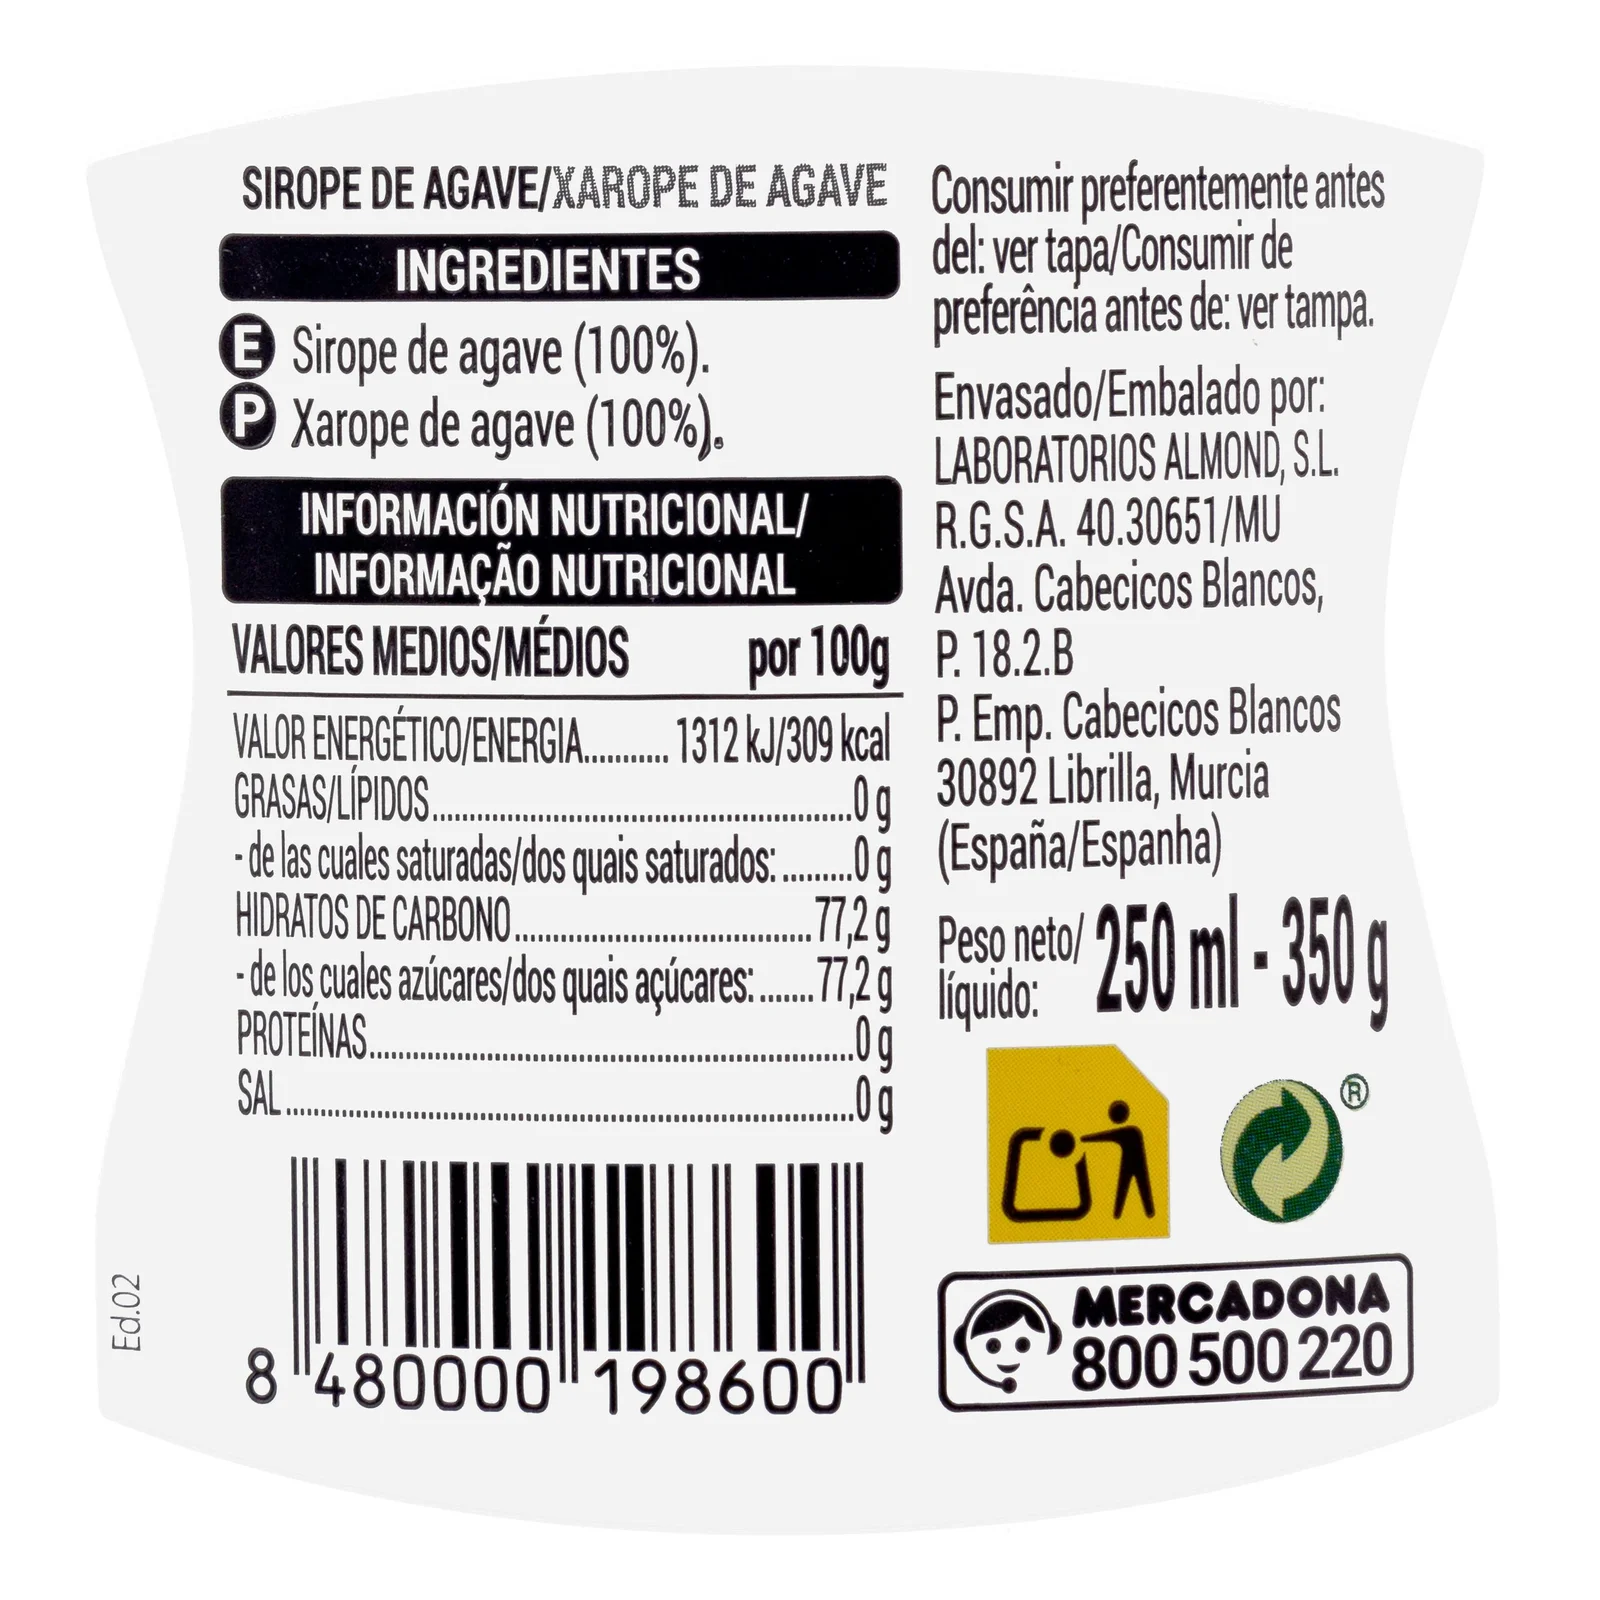 SIROPE DE AGAVE/XAROPE DE AGAVE
INGREDIENTES
E Sirope de agave (100%).
P Xarope de agave (100%).
INFORMACIÓN NUTRICIONAL/
INFORMAÇÃO NUTRICIONAL
VALORES MEDIOS/MÉDIOS por 100g
VALOR ENERGÉTICO/ENERGIA........... 1312 kJ/309 kcal
GRASAS/LÍPIDOS..........................................................0 g
- de las cuales saturadas/dos quais saturados: ..........0 g
HIDRATOS DE CARBONO.........................................77,2 g
- de los cuales azúcares/dos quais açúcares: ........77,2 g
PROTEÍNAS...................................................................0 g
SAL...............................................................................0 g
8 480000 198600
Ed.02
Consumir preferentemente antes
del: ver tapa/Consumir de
preferência antes de: ver tampa.
Envasado/Embalado por:
LABORATORIOS ALMOND, S.L.
R.G.S.A. 40.30651/MU
Avda. Cabecicos Blancos,
P. 18.2.B
P. Emp. Cabecicos Blancos
30892 Librilla, Murcia
(España/Espanha)
Peso neto/
líquido: 250 ml - 350 g
®
MERCADONA
800 500 220